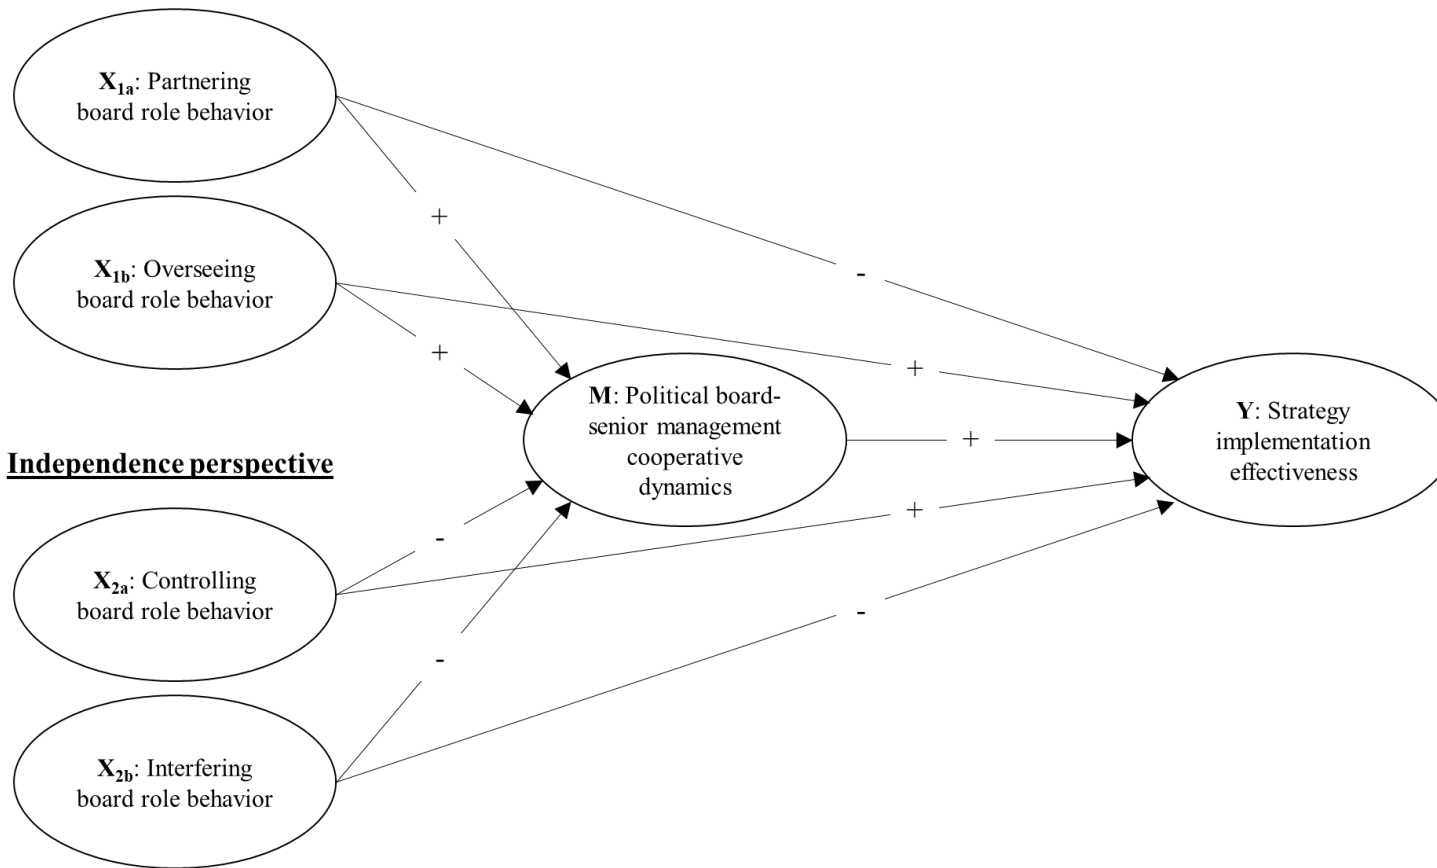 X1a: Partnering
board role behavior
+
-
X1b: Overseeing
board role behavior
+
+
M: Political board-
senior management
cooperative
dynamics
+
Y: Strategy
implementation
effectiveness
Independence perspective
+
-
X2a: Controlling
board role behavior
-
-
X2b: Interfering
board role behavior